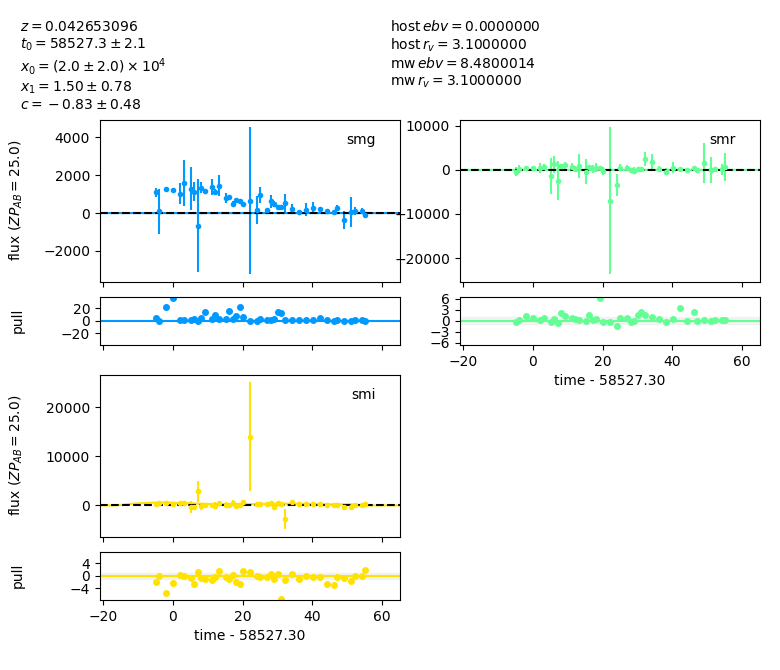 z = 0.042653096
t0 = 58527.3 ± 2.1
x0 = (2.0 ± 2.0) × 10^4
x1 = 1.50 ± 0.78
c = −0.83 ± 0.48
host ebv = 0.0000000
host r_v = 3.1000000
mw ebv = 8.4800014
mw r_v = 3.1000000
smg
4000
2000
0
−2000
flux (ZP_AB = 25.0)
smr
10000
0
−10000
−20000
20
0
−20
pull
6
3
0
−3
−6
−20 0 20 40 60
time - 58527.30
smi
20000
10000
0
flux (ZP_AB = 25.0)
4
0
−4
pull
−20 0 20 40 60
time - 58527.30